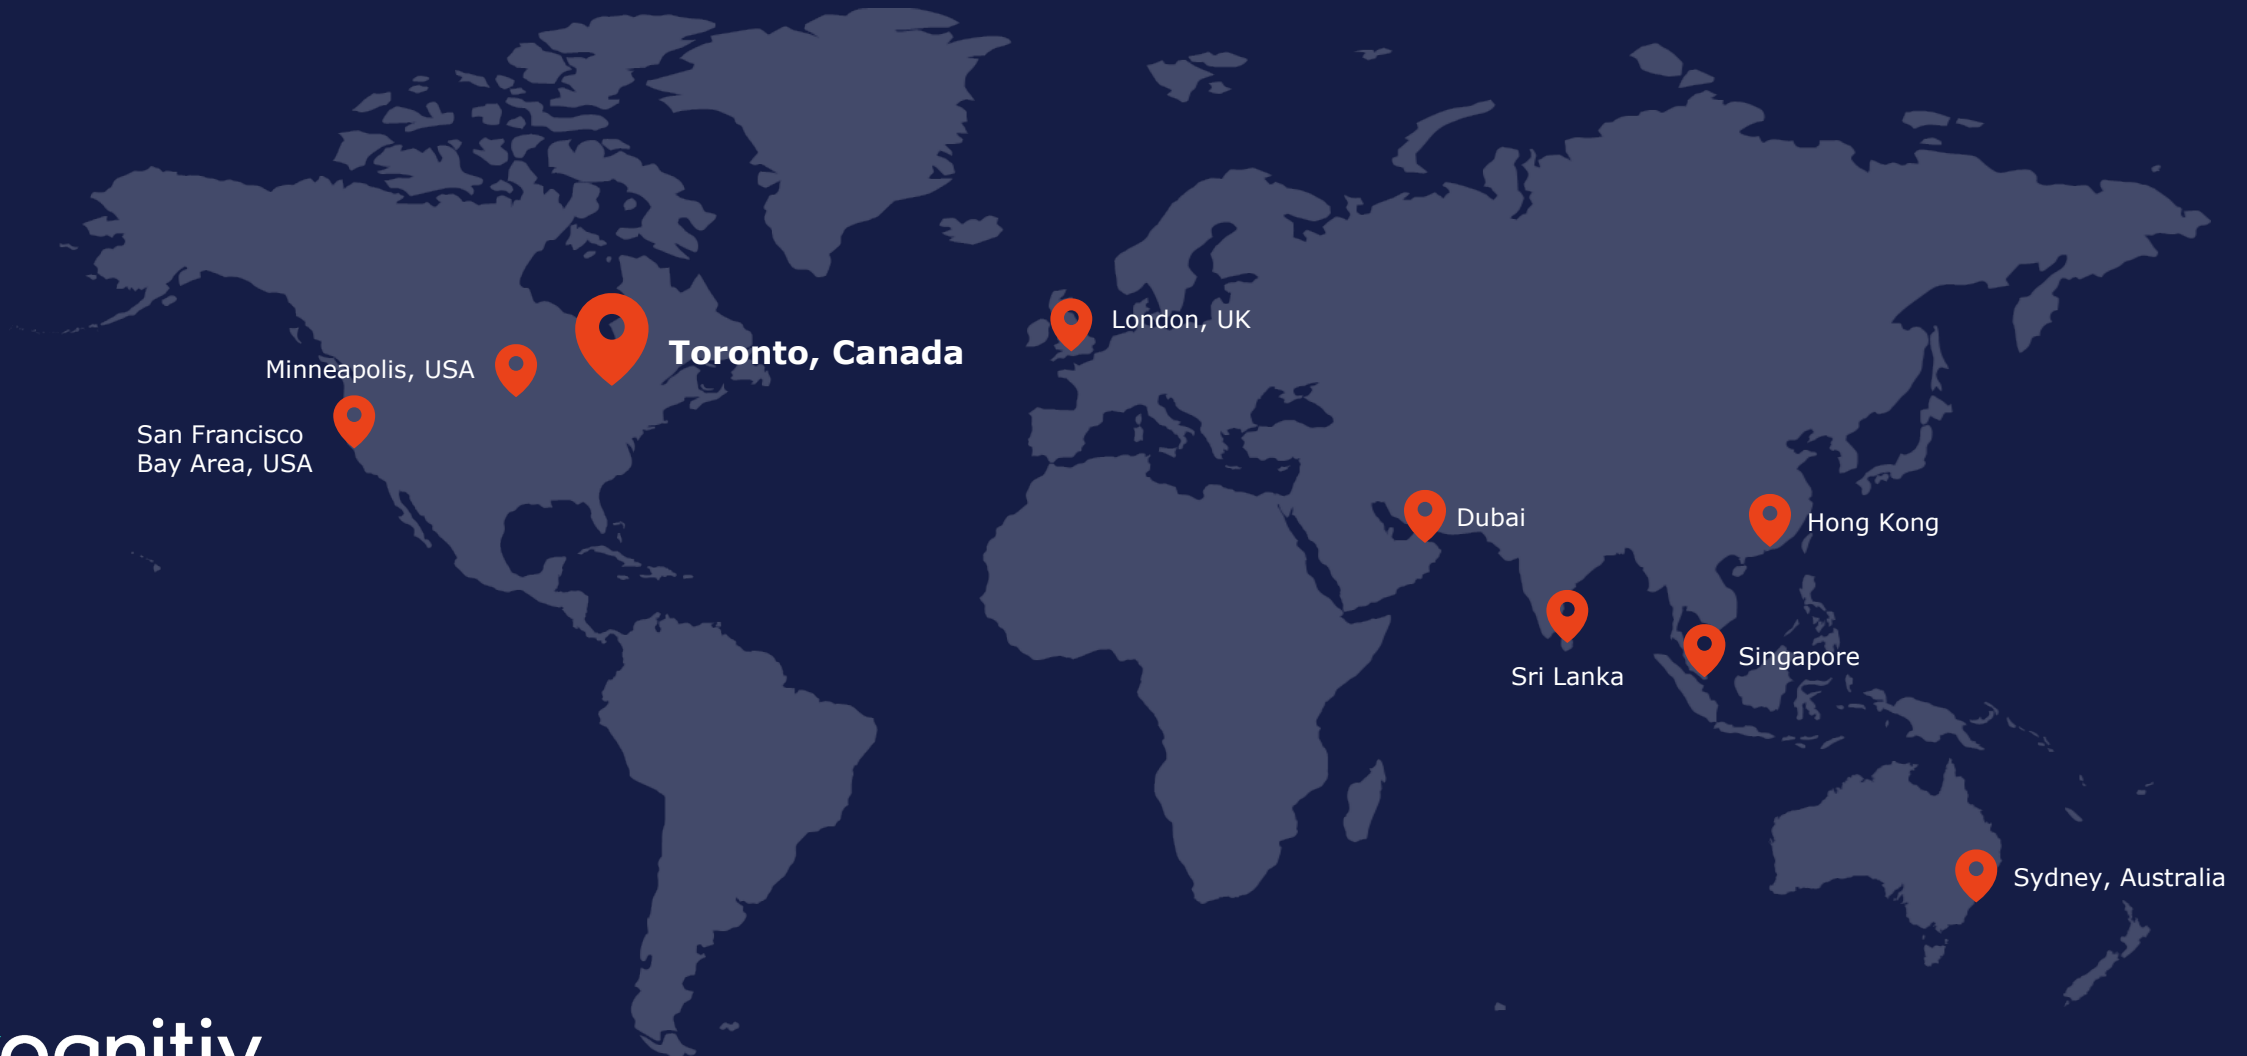 London, UK
Toronto, Canada
Minneapolis, USA
San Francisco
Bay Area, USA
Dubai
Hong Kong
Singapore
Sri Lanka
Sydney, Australia
ognitiv